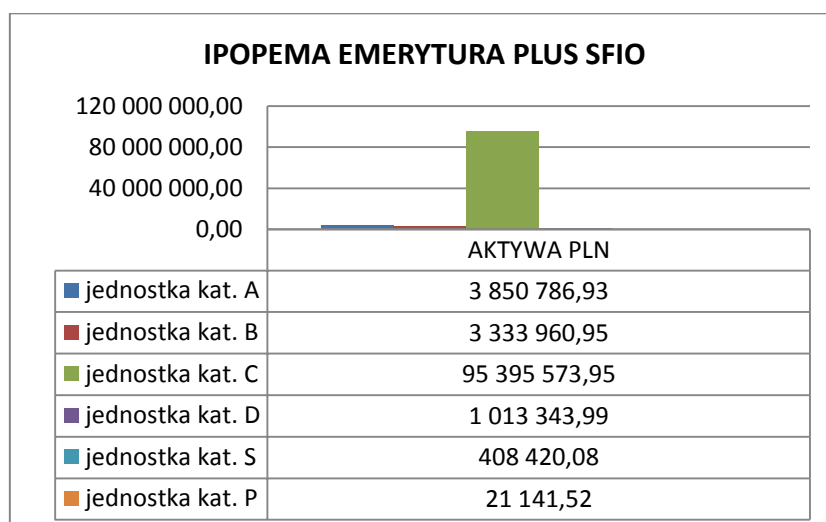 IPOPEMA EMERYTURA PLUS SFIO
120 000 000,00
80 000 000,00
40 000 000,00
0,00
AKTYWA PLN
jednostka kat. A 3 850 786,93
jednostka kat. B 3 333 960,95
jednostka kat. C 95 395 573,95
jednostka kat. D 1 013 343,99
jednostka kat. S 408 420,08
jednostka kat. P 21 141,52